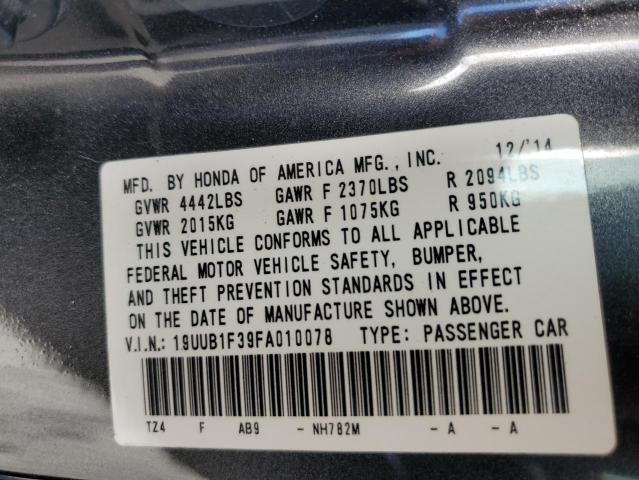 MFD. BY HONDA OF AMERICA MFG., INC. 12/'14
GVWR 4442LBS GAWR F 2370LBS R 2094LBS
GVWR 2015KG GAWR F 1075KG R 950KG
THIS VEHICLE CONFORMS TO ALL APPLICABLE
FEDERAL MOTOR VEHICLE SAFETY, BUMPER,
AND THEFT PREVENTION STANDARDS IN EFFECT
ON THE DATE OF MANUFACTURE SHOWN ABOVE.
V.I.N.: 19UUB1F39FA010078 TYPE: PASSENGER CAR
TZ4 F AB9 - NH782M - A - A